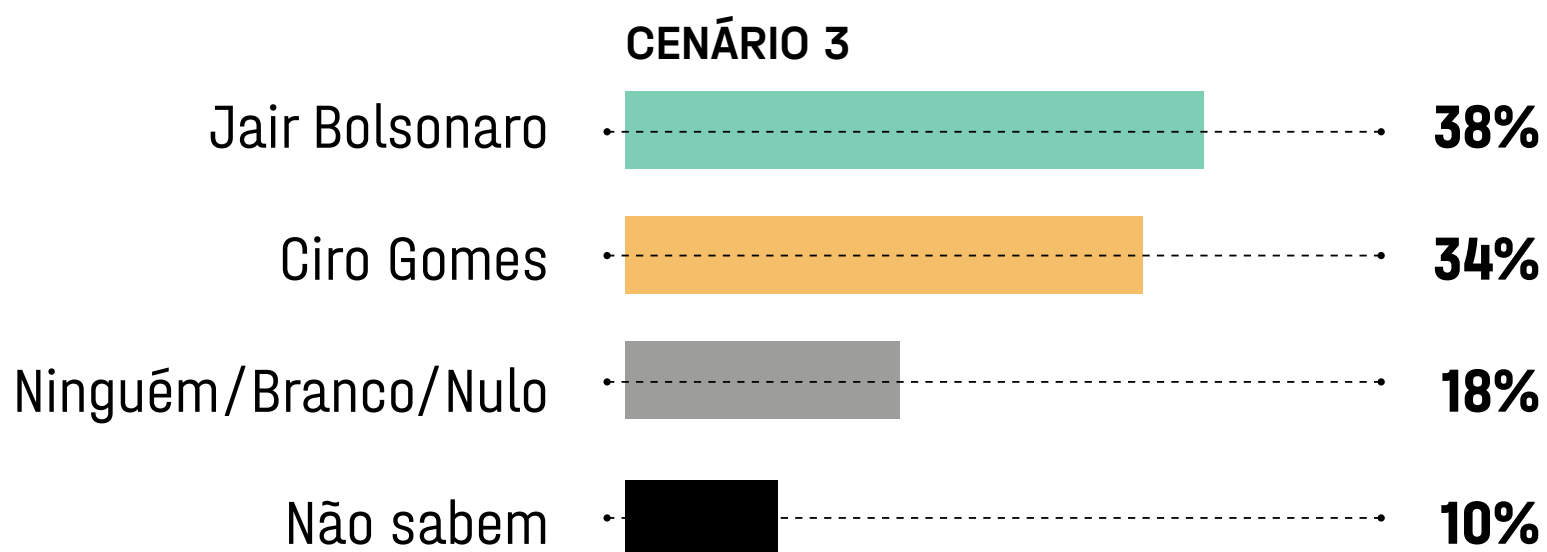 CENÁRIO 3
Jair Bolsonaro 38%
Ciro Gomes 34%
Ninguém/Branco/Nulo 18%
Não sabem 10%